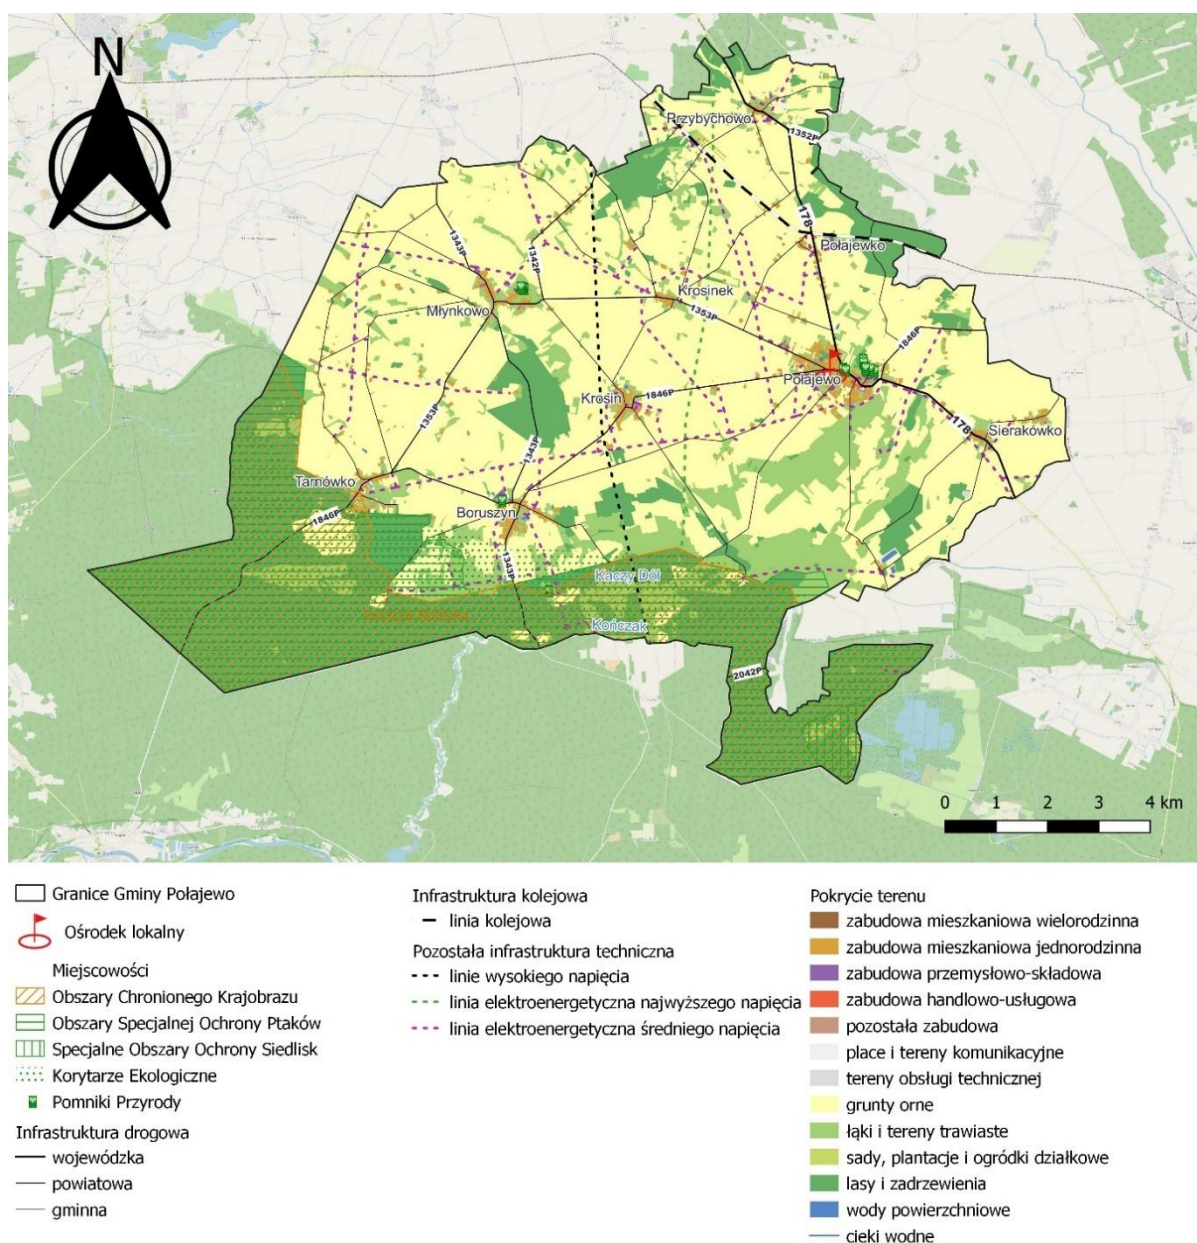 N
Przybychowo
1352P
178
Połajewko
1343P
1342P
Krosinek
Młynkowo
1353P
1846P
Połajewo
Krosin
1846P
1353P
178
Sierakówko
1343P
Tarnówko
Boruszyn
1846P
1343P
Kaczy Dół
Kończak
2042P
0 1 2 3 4 km
Granice Gminy Połajewo
Ośrodek lokalny
Miejscowości
Obszary Chronionego Krajobrazu
Obszary Specjalnej Ochrony Ptaków
Specjalne Obszary Ochrony Siedlisk
Korytarze Ekologiczne
Pomniki Przyrody
Infrastruktura drogowa
wojewódzka
powiatowa
gminna
Infrastruktura kolejowa
linia kolejowa
Pozostała infrastruktura techniczna
linie wysokiego napięcia
linia elektroenergetyczna najwyższego napięcia
linia elektroenergetyczna średniego napięcia
Pokrycie terenu
zabudowa mieszkaniowa wielorodzinna
zabudowa mieszkaniowa jednorodzinna
zabudowa przemysłowo-składowa
zabudowa handlowo-usługowa
pozostała zabudowa
place i tereny komunikacyjne
tereny obsługi technicznej
grunty orne
łąki i tereny trawiaste
sady, plantacje i ogródki działkowe
lasy i zadrzewienia
wody powierzchniowe
cieki wodne